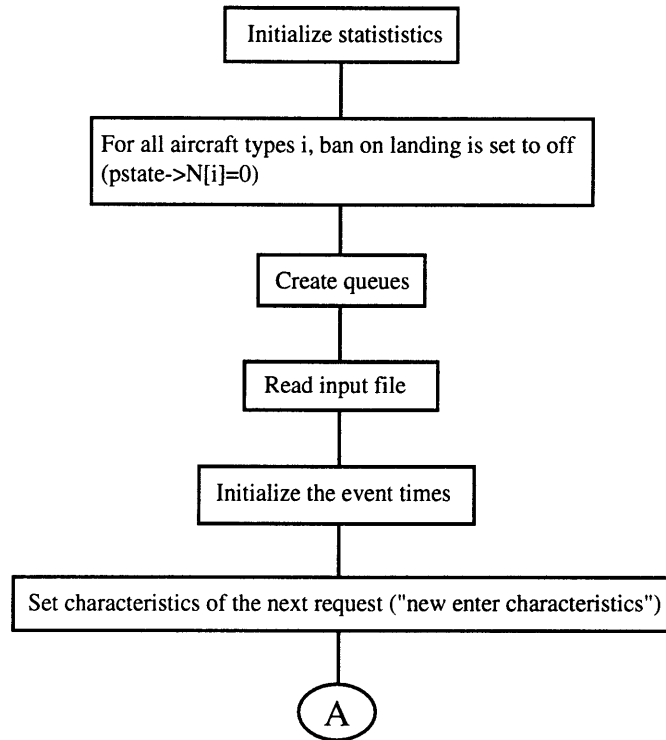 Initialize statististics
For all aircraft types i, ban on landing is set to off
(pstate->N[i]=0)
Create queues
Read input file
Initialize the event times
Set characteristics of the next request ("new enter characteristics")
A